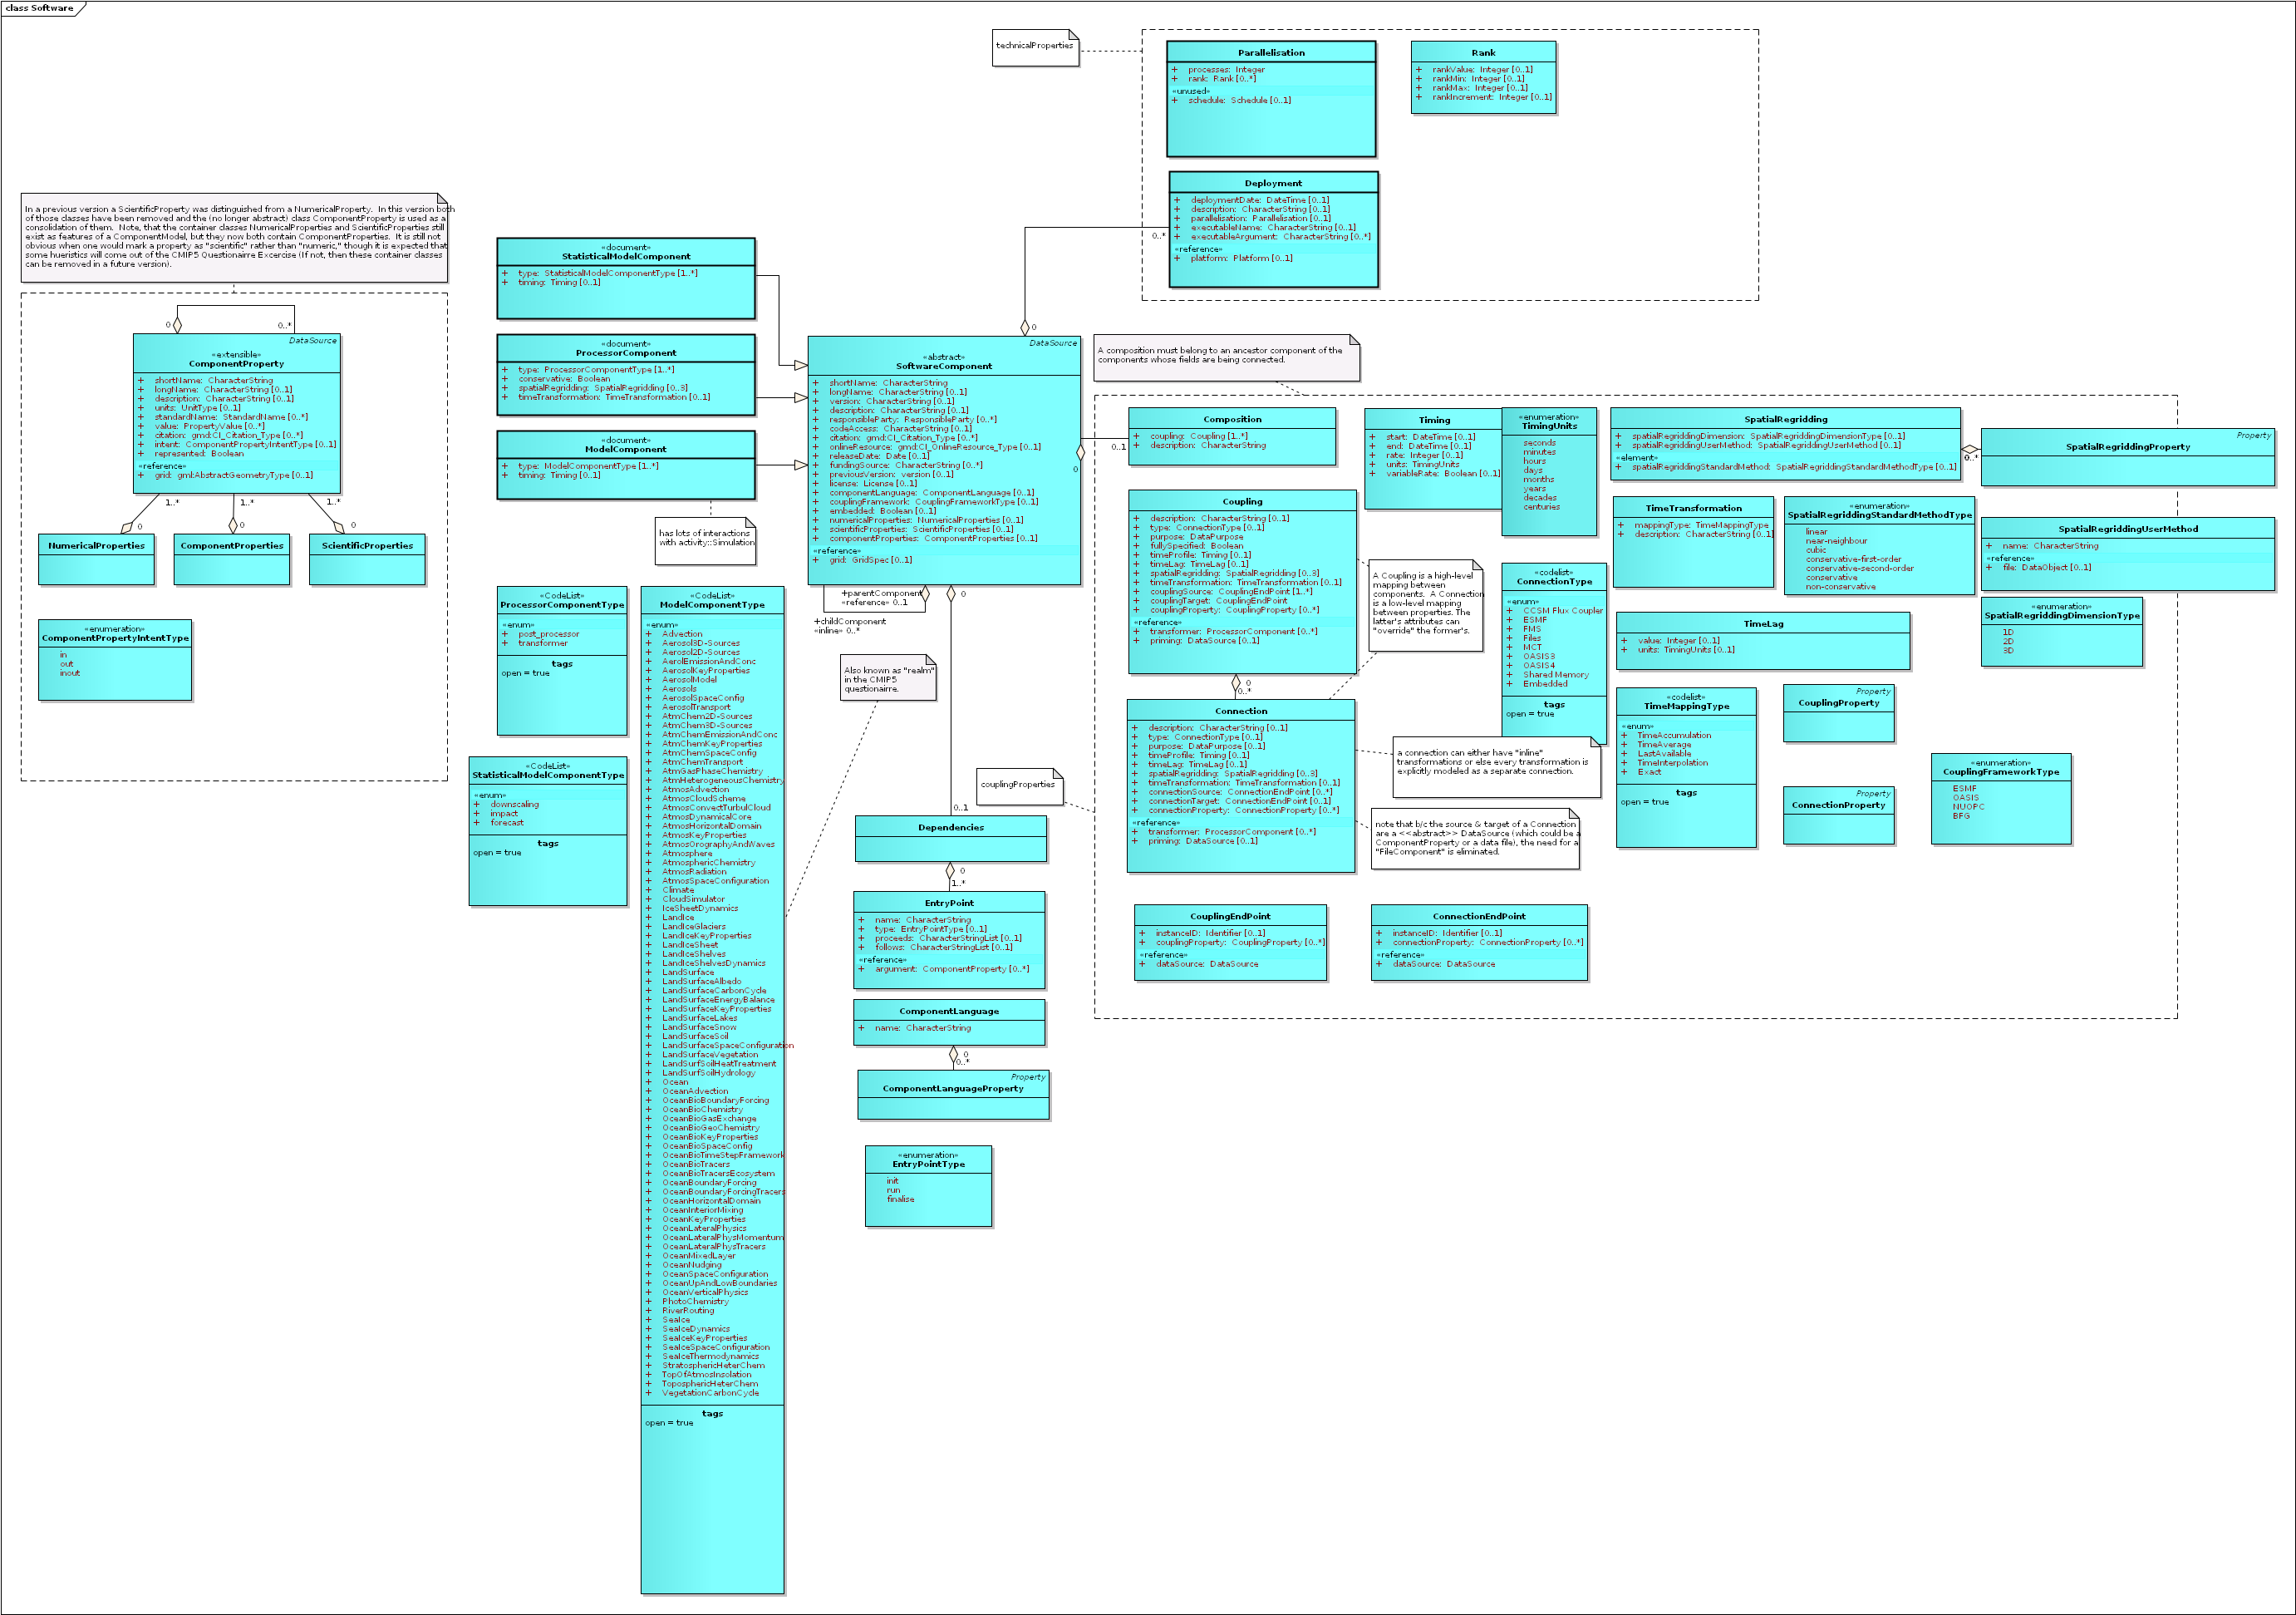 class Software
technicalProperties
Parallelisation
+ processes: Integer
+ rank: Rank [0..*]
«unused»
+ schedule: Schedule [0..1]
Rank
+ rankValue: Integer [0..1]
+ rankMin: Integer [0..1]
+ rankMax: Integer [0..1]
+ rankIncrement: Integer [0..1]
Deployment
+ deploymentDate: DateTime [0..1]
+ description: CharacterString [0..1]
+ parallelisation: Parallelisation [0..1]
+ executableName: CharacterString [0..1]
+ executableArgument: CharacterString [0..*]
«reference»
+ platform: Platform [0..1]
0..*
0
In a previous version a ScientificProperty was distinguished from a NumericalProperty. In this version both
of those classes have been removed and the (no longer abstract) class ComponentProperty is used as a
consolidation of them. Note, that the container classes NumericalProperties and ScientificProperties still
exist as features of a ComponentModel, but they now both contain ComponentProperties. It is still not
obvious when one would mark a property as "scientific" rather than "numeric," though it is expected that
some hueristics will come out of the CMIP5 Questionairre Excercise (If not, then these container classes
can be removed in a future version).
0
0..*
DataSource
«extensible»
ComponentProperty
+ shortName: CharacterString
+ longName: CharacterString [0..1]
+ description: CharacterString [0..1]
+ units: UnitType [0..1]
+ standardName: StandardName [0..*]
+ value: PropertyValue [0..*]
+ citation: gmd:CI_Citation_Type [0..*]
+ intent: ComponentPropertyIntentType [0..1]
+ represented: Boolean
«reference»
+ grid: gml:AbstractGeometryType [0..1]
1..*
1..*
1..*
0
0
0
NumericalProperties
ComponentProperties
ScientificProperties
«enumeration»
ComponentPropertyIntentType
in
out
inout
«document»
StatisticalModelComponent
+ type: StatisticalModelComponentType [1..*]
+ timing: Timing [0..1]
«document»
ProcessorComponent
+ type: ProcessorComponentType [1..*]
+ conservative: Boolean
+ spatialRegridding: SpatialRegridding [0..3]
+ timeTransformation: TimeTransformation [0..1]
«document»
ModelComponent
+ type: ModelComponentType [1..*]
+ timing: Timing [0..1]
has lots of interactions
with activity::Simulation
DataSource
«abstract»
SoftwareComponent
+ shortName: CharacterString
+ longName: CharacterString [0..1]
+ version: CharacterString [0..1]
+ description: CharacterString [0..1]
+ responsibleParty: ResponsibleParty [0..*]
+ codeAccess: CharacterString [0..1]
+ citation: gmd:CI_Citation_Type [0..*]
+ onlineResource: gmd:CI_OnlineResource_Type [0..1]
+ releaseDate: Date [0..1]
+ fundingSource: CharacterString [0..*]
+ previousVersion: version [0..1]
+ license: License [0..1]
+ componentLanguage: ComponentLanguage [0..1]
+ couplingFramework: CouplingFrameworkType [0..1]
+ embedded: Boolean [0..1]
+ numericalProperties: NumericalProperties [0..1]
+ scientificProperties: ScientificProperties [0..1]
+ componentProperties: ComponentProperties [0..1]
«reference»
+ grid: GridSpec [0..1]
+parentComponent
«reference» 0..1
+childComponent
«inline» 0..*
0
0
0..1
A composition must belong to an ancestor component of the
components whose fields are being connected.
Composition
+ coupling: Coupling [1..*]
+ description: CharacterString
Timing
+ start: DateTime [0..1]
+ end: DateTime [0..1]
+ rate: Integer [0..1]
+ units: TimingUnits
+ variableRate: Boolean [0..1]
«enumeration»
TimingUnits
seconds
minutes
hours
days
months
years
decades
centuries
SpatialRegridding
+ spatialRegriddingDimension: SpatialRegriddingDimensionType [0..1]
+ spatialRegriddingUserMethod: SpatialRegriddingUserMethod [0..1]
«element»
+ spatialRegriddingStandardMethod: SpatialRegriddingStandardMethodType [0..1]
0..*
Property
SpatialRegriddingProperty
Coupling
+ description: CharacterString [0..1]
+ type: ConnectionType [0..1]
+ purpose: DataPurpose
+ fullySpecified: Boolean
+ timeProfile: Timing [0..1]
+ timeLag: TimeLag [0..1]
+ spatialRegridding: SpatialRegridding [0..3]
+ timeTransformation: TimeTransformation [0..1]
+ couplingSource: CouplingEndPoint [1..*]
+ couplingTarget: CouplingEndPoint
+ couplingProperty: CouplingProperty [0..*]
«reference»
+ transformer: ProcessorComponent [0..*]
+ priming: DataSource [0..1]
0
0..*
A Coupling is a high-level
mapping between
components. A Connection
is a low-level mapping
between properties. The
latter's attributes can
"override" the former's.
«codelist»
ConnectionType
«enum»
+ CCSM Flux Coupler
+ ESMF
+ FMS
+ Files
+ MCT
+ OASIS3
+ OASIS4
+ Shared Memory
+ Embedded
tags
open = true
TimeTransformation
+ mappingType: TimeMappingType
+ description: CharacterString [0..1]
«enumeration»
SpatialRegriddingStandardMethodType
linear
near-neighbour
cubic
conservative-first-order
conservative-second-order
conservative
non-conservative
SpatialRegriddingUserMethod
+ name: CharacterString
«reference»
+ file: DataObject [0..1]
TimeLag
+ value: Integer [0..1]
+ units: TimingUnits [0..1]
«enumeration»
SpatialRegriddingDimensionType
1D
2D
3D
«codelist»
TimeMappingType
«enum»
+ TimeAccumulation
+ TimeAverage
+ LastAvailable
+ TimeInterpolation
+ Exact
tags
open = true
Property
CouplingProperty
Property
ConnectionProperty
«enumeration»
CouplingFrameworkType
ESMF
OASIS
NUOPC
BFG
Connection
+ description: CharacterString [0..1]
+ type: ConnectionType [0..1]
+ purpose: DataPurpose [0..1]
+ timeProfile: Timing [0..1]
+ timeLag: TimeLag [0..1]
+ spatialRegridding: SpatialRegridding [0..3]
+ timeTransformation: TimeTransformation [0..1]
+ connectionSource: ConnectionEndPoint [0..*]
+ connectionTarget: ConnectionEndPoint [0..1]
+ connectionProperty: ConnectionProperty [0..*]
«reference»
+ transformer: ProcessorComponent [0..*]
+ priming: DataSource [0..1]
a connection can either have "inline"
transformations or else every transformation is
explicitly modeled as a separate connection.
note that b/c the source & target of a Connection
are a <<abstract>> DataSource (which could be a
ComponentProperty or a data file), the need for a
"FileComponent" is eliminated.
CouplingEndPoint
+ instanceID: Identifier [0..1]
+ couplingProperty: CouplingProperty [0..*]
«reference»
+ dataSource: DataSource
ConnectionEndPoint
+ instanceID: Identifier [0..1]
+ connectionProperty: ConnectionProperty [0..*]
«reference»
+ dataSource: DataSource
couplingProperties
Also known as "realm"
in the CMIP5
questionairre.
«CodeList»
ProcessorComponentType
«enum»
+ post_processor
+ transformer
tags
open = true
«CodeList»
StatisticalModelComponentType
«enum»
+ downscaling
+ impact
+ forecast
tags
open = true
«CodeList»
ModelComponentType
«enum»
+ Advection
+ Aerosol3D-Sources
+ Aerosol2D-Sources
+ AerolEmissionAndConc
+ AerosolKeyProperties
+ AerosolModel
+ Aerosols
+ AerosolSpaceConfig
+ AerosolTransport
+ AtmChem2D-Sources
+ AtmChem3D-Sources
+ AtmChemEmissionAndConc
+ AtmChemKeyProperties
+ AtmChemSpaceConfig
+ AtmChemTransport
+ AtmGasPhaseChemistry
+ AtmHeterogeneousChemistry
+ AtmosAdvection
+ AtmosCloudScheme
+ AtmosConvectTurbulCloud
+ AtmosDynamicalCore
+ AtmosHorizontalDomain
+ AtmosKeyProperties
+ AtmosOrographyAndWaves
+ Atmosphere
+ AtmosphericChemistry
+ AtmosRadiation
+ AtmosSpaceConfiguration
+ Climate
+ CloudSimulator
+ IceSheetDynamics
+ LandIce
+ LandIceGlaciers
+ LandIceKeyProperties
+ LandIceSheet
+ LandIceShelves
+ LandIceShelvesDynamics
+ LandSurface
+ LandSurfaceAlbedo
+ LandSurfaceCarbonCycle
+ LandSurfaceEnergyBalance
+ LandSurfaceKeyProperties
+ LandSurfaceLakes
+ LandSurfaceSnow
+ LandSurfaceSoil
+ LandSurfaceSpaceConfiguration
+ LandSurfaceVegetation
+ LandSurfSoilHeatTreatment
+ LandSurfSoilHydrology
+ Ocean
+ OceanAdvection
+ OceanBioBoundaryForcing
+ OceanBioChemistry
+ OceanBioGasExchange
+ OceanBioGeoChemistry
+ OceanBioKeyProperties
+ OceanBioSpaceConfig
+ OceanBioTimeStepFramework
+ OceanBioTracers
+ OceanBioTracersEcosystem
+ OceanBoundaryForcing
+ OceanBoundaryForcingTracers
+ OceanHorizontalDomain
+ OceanInteriorMixing
+ OceanKeyProperties
+ OceanLateralPhysics
+ OceanLateralPhysMomentum
+ OceanLateralPhysTracers
+ OceanMixedLayer
+ OceanNudging
+ OceanSpaceConfiguration
+ OceanUpAndLowBoundaries
+ OceanVerticalPhysics
+ PhotoChemistry
+ RiverRouting
+ SeaIce
+ SeaIceDynamics
+ SeaIceKeyProperties
+ SeaIceSpaceConfiguration
+ SeaIceThermodynamics
+ StratosphericHeterChem
+ TopOfAtmosInsolation
+ ToposphericHeterChem
+ VegetationCarbonCycle
tags
open = true
0..1
Dependencies
0
1..*
EntryPoint
+ name: CharacterString
+ type: EntryPointType [0..1]
+ proceeds: CharacterStringList [0..1]
+ follows: CharacterStringList [0..1]
«reference»
+ argument: ComponentProperty [0..*]
ComponentLanguage
+ name: CharacterString
0
0..*
Property
ComponentLanguageProperty
«enumeration»
EntryPointType
init
run
finalise